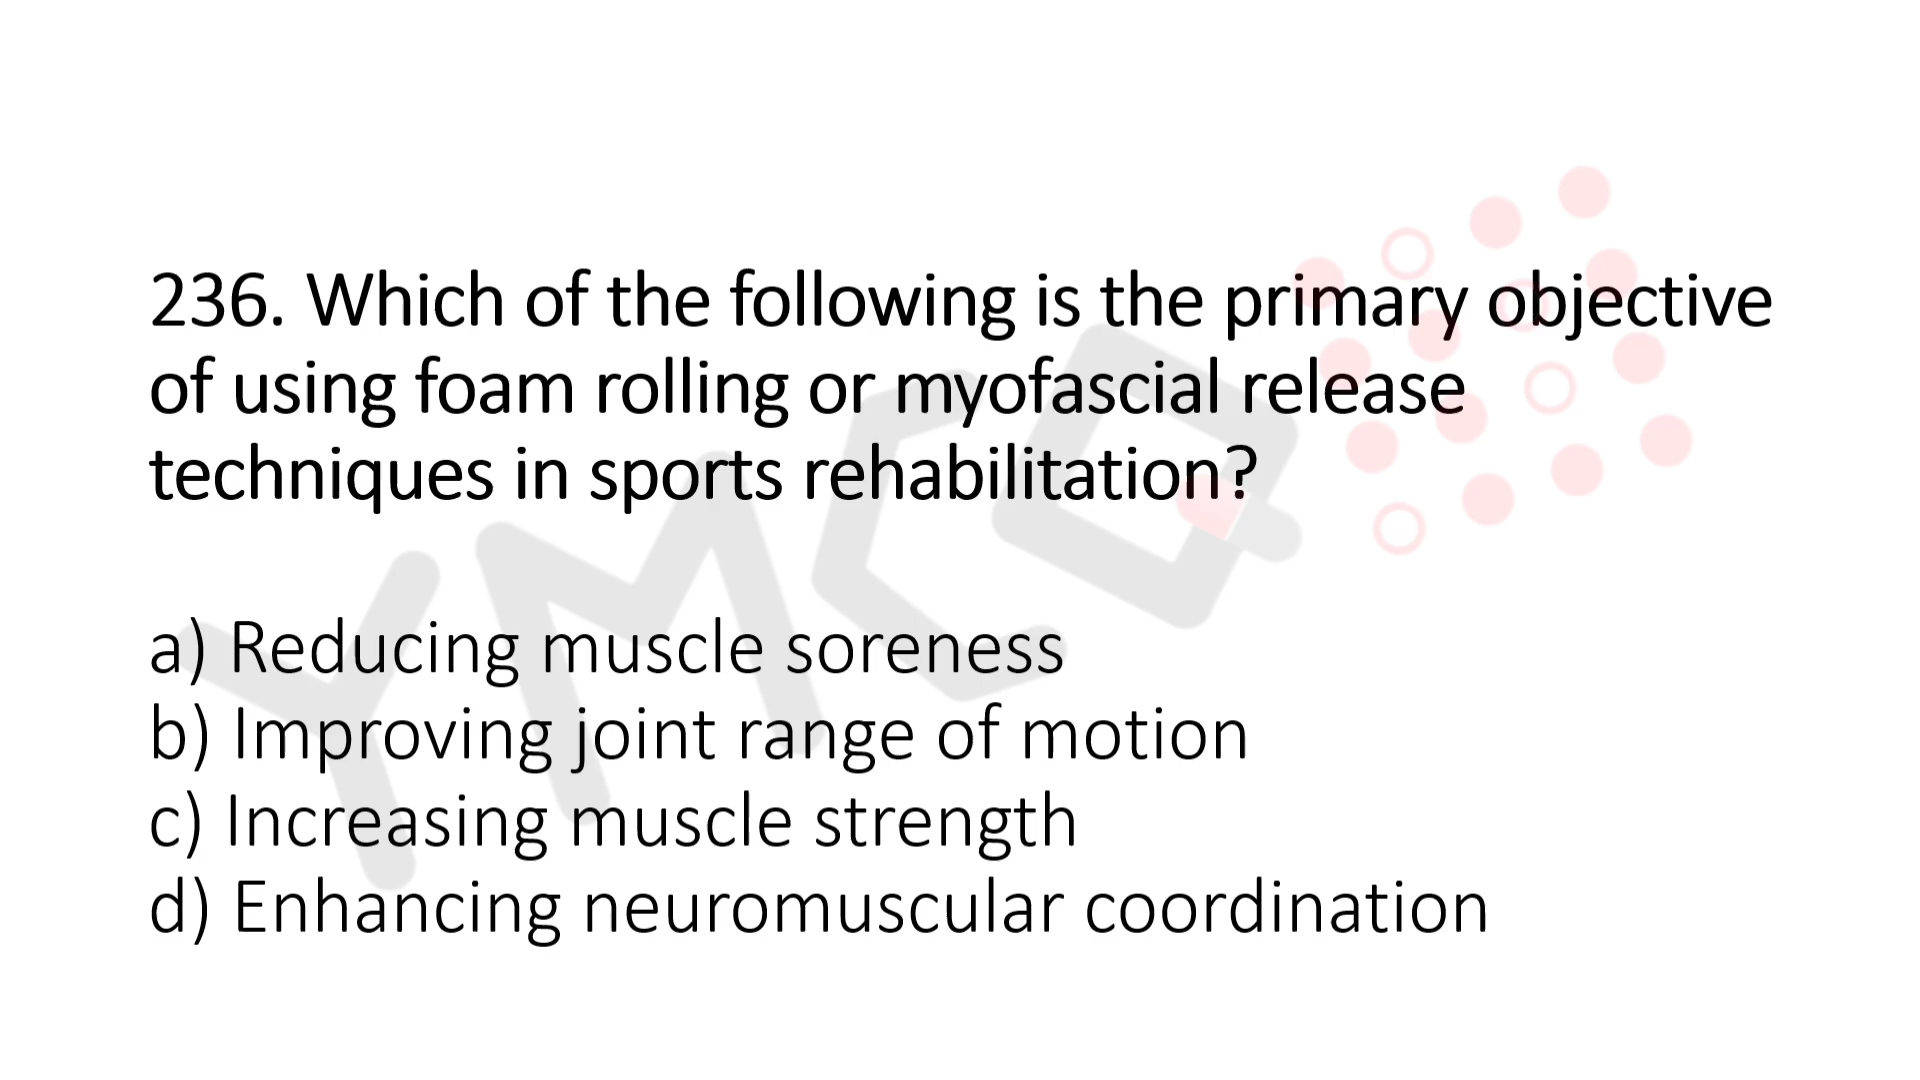 236. Which of the following is the primary objective
of using foam rolling or myofascial release
techniques in sports rehabilitation?
a) Reducing muscle soreness
b) Improving joint range of motion
c) Increasing muscle strength
d) Enhancing neuromuscular coordination
YMCQ